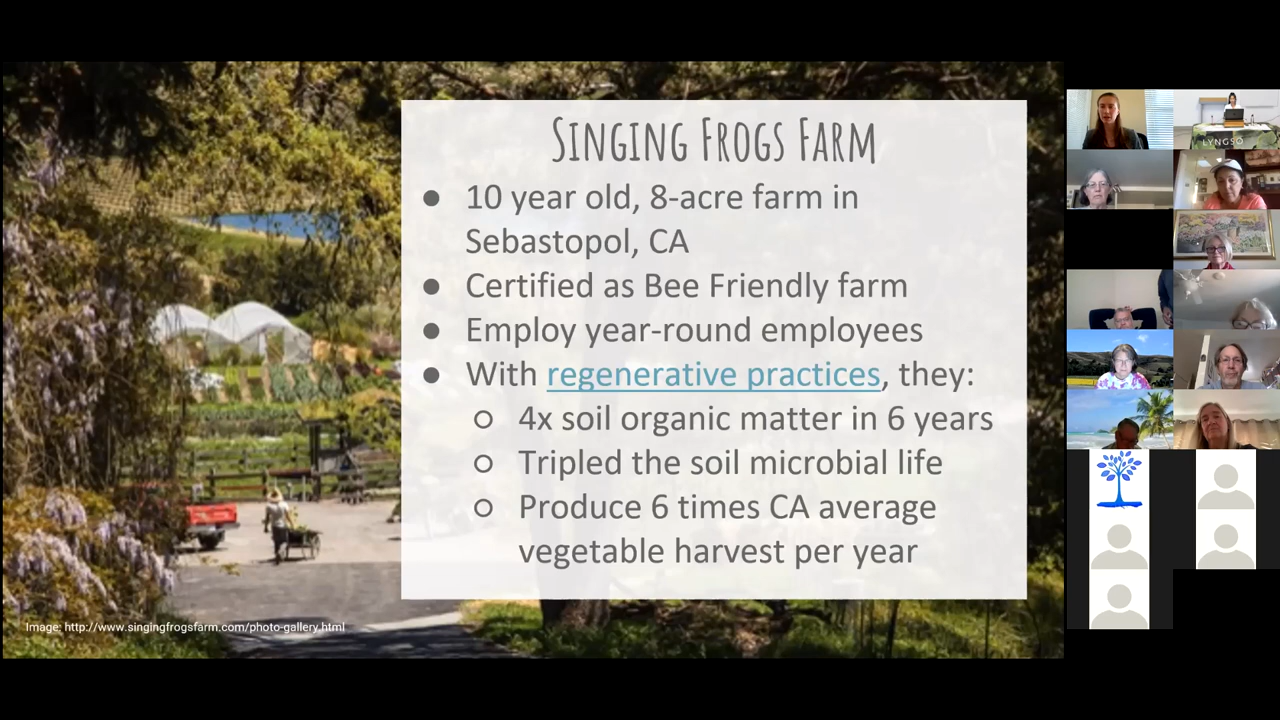 SINGING FROGS FARM
● 10 year old, 8-acre farm in
Sebastopol, CA
● Certified as Bee Friendly farm
● Employ year-round employees
● With regenerative practices, they:
○ 4x soil organic matter in 6 years
○ Tripled the soil microbial life
○ Produce 6 times CA average
vegetable harvest per year
Image: http://www.singingfrogsfarm.com/photo-gallery.html
LYNGSO